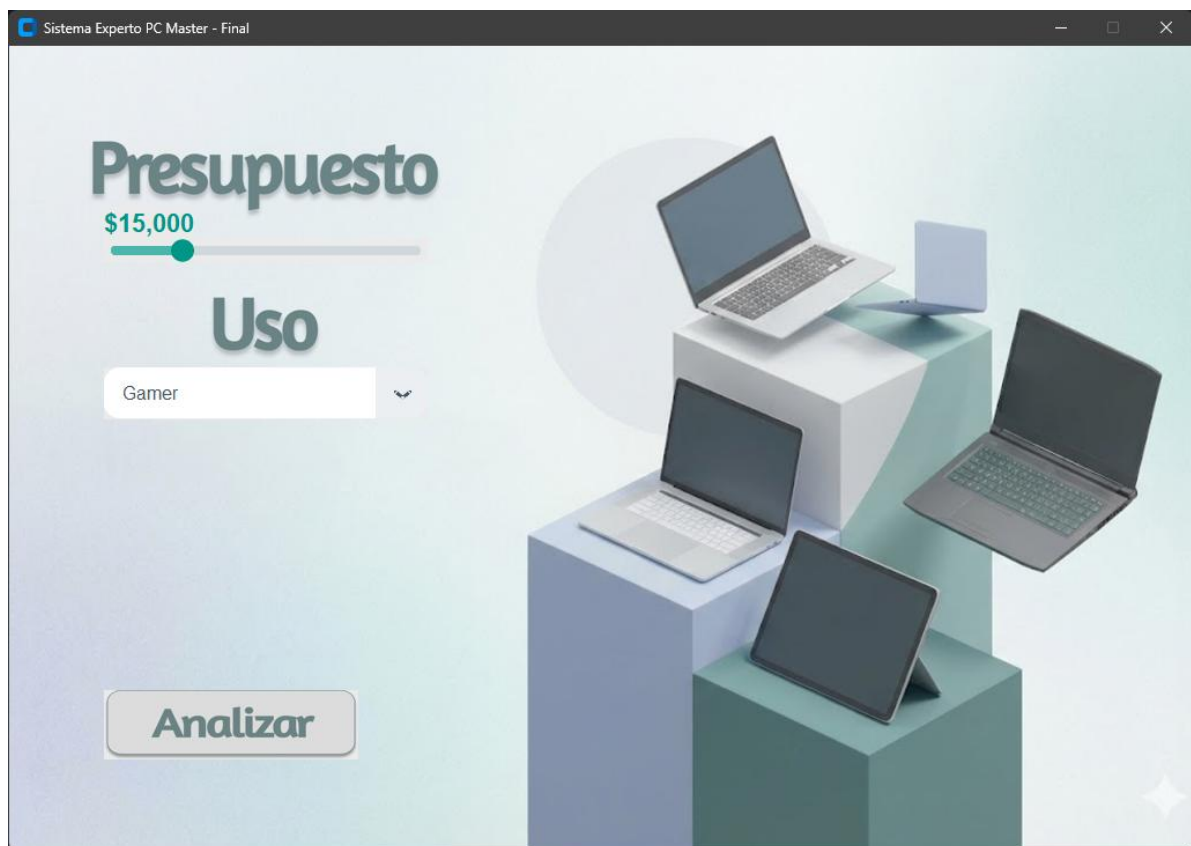 Sistema Experto PC Master - Final
Presupuesto
$15,000
Uso
Gamer
Analizar